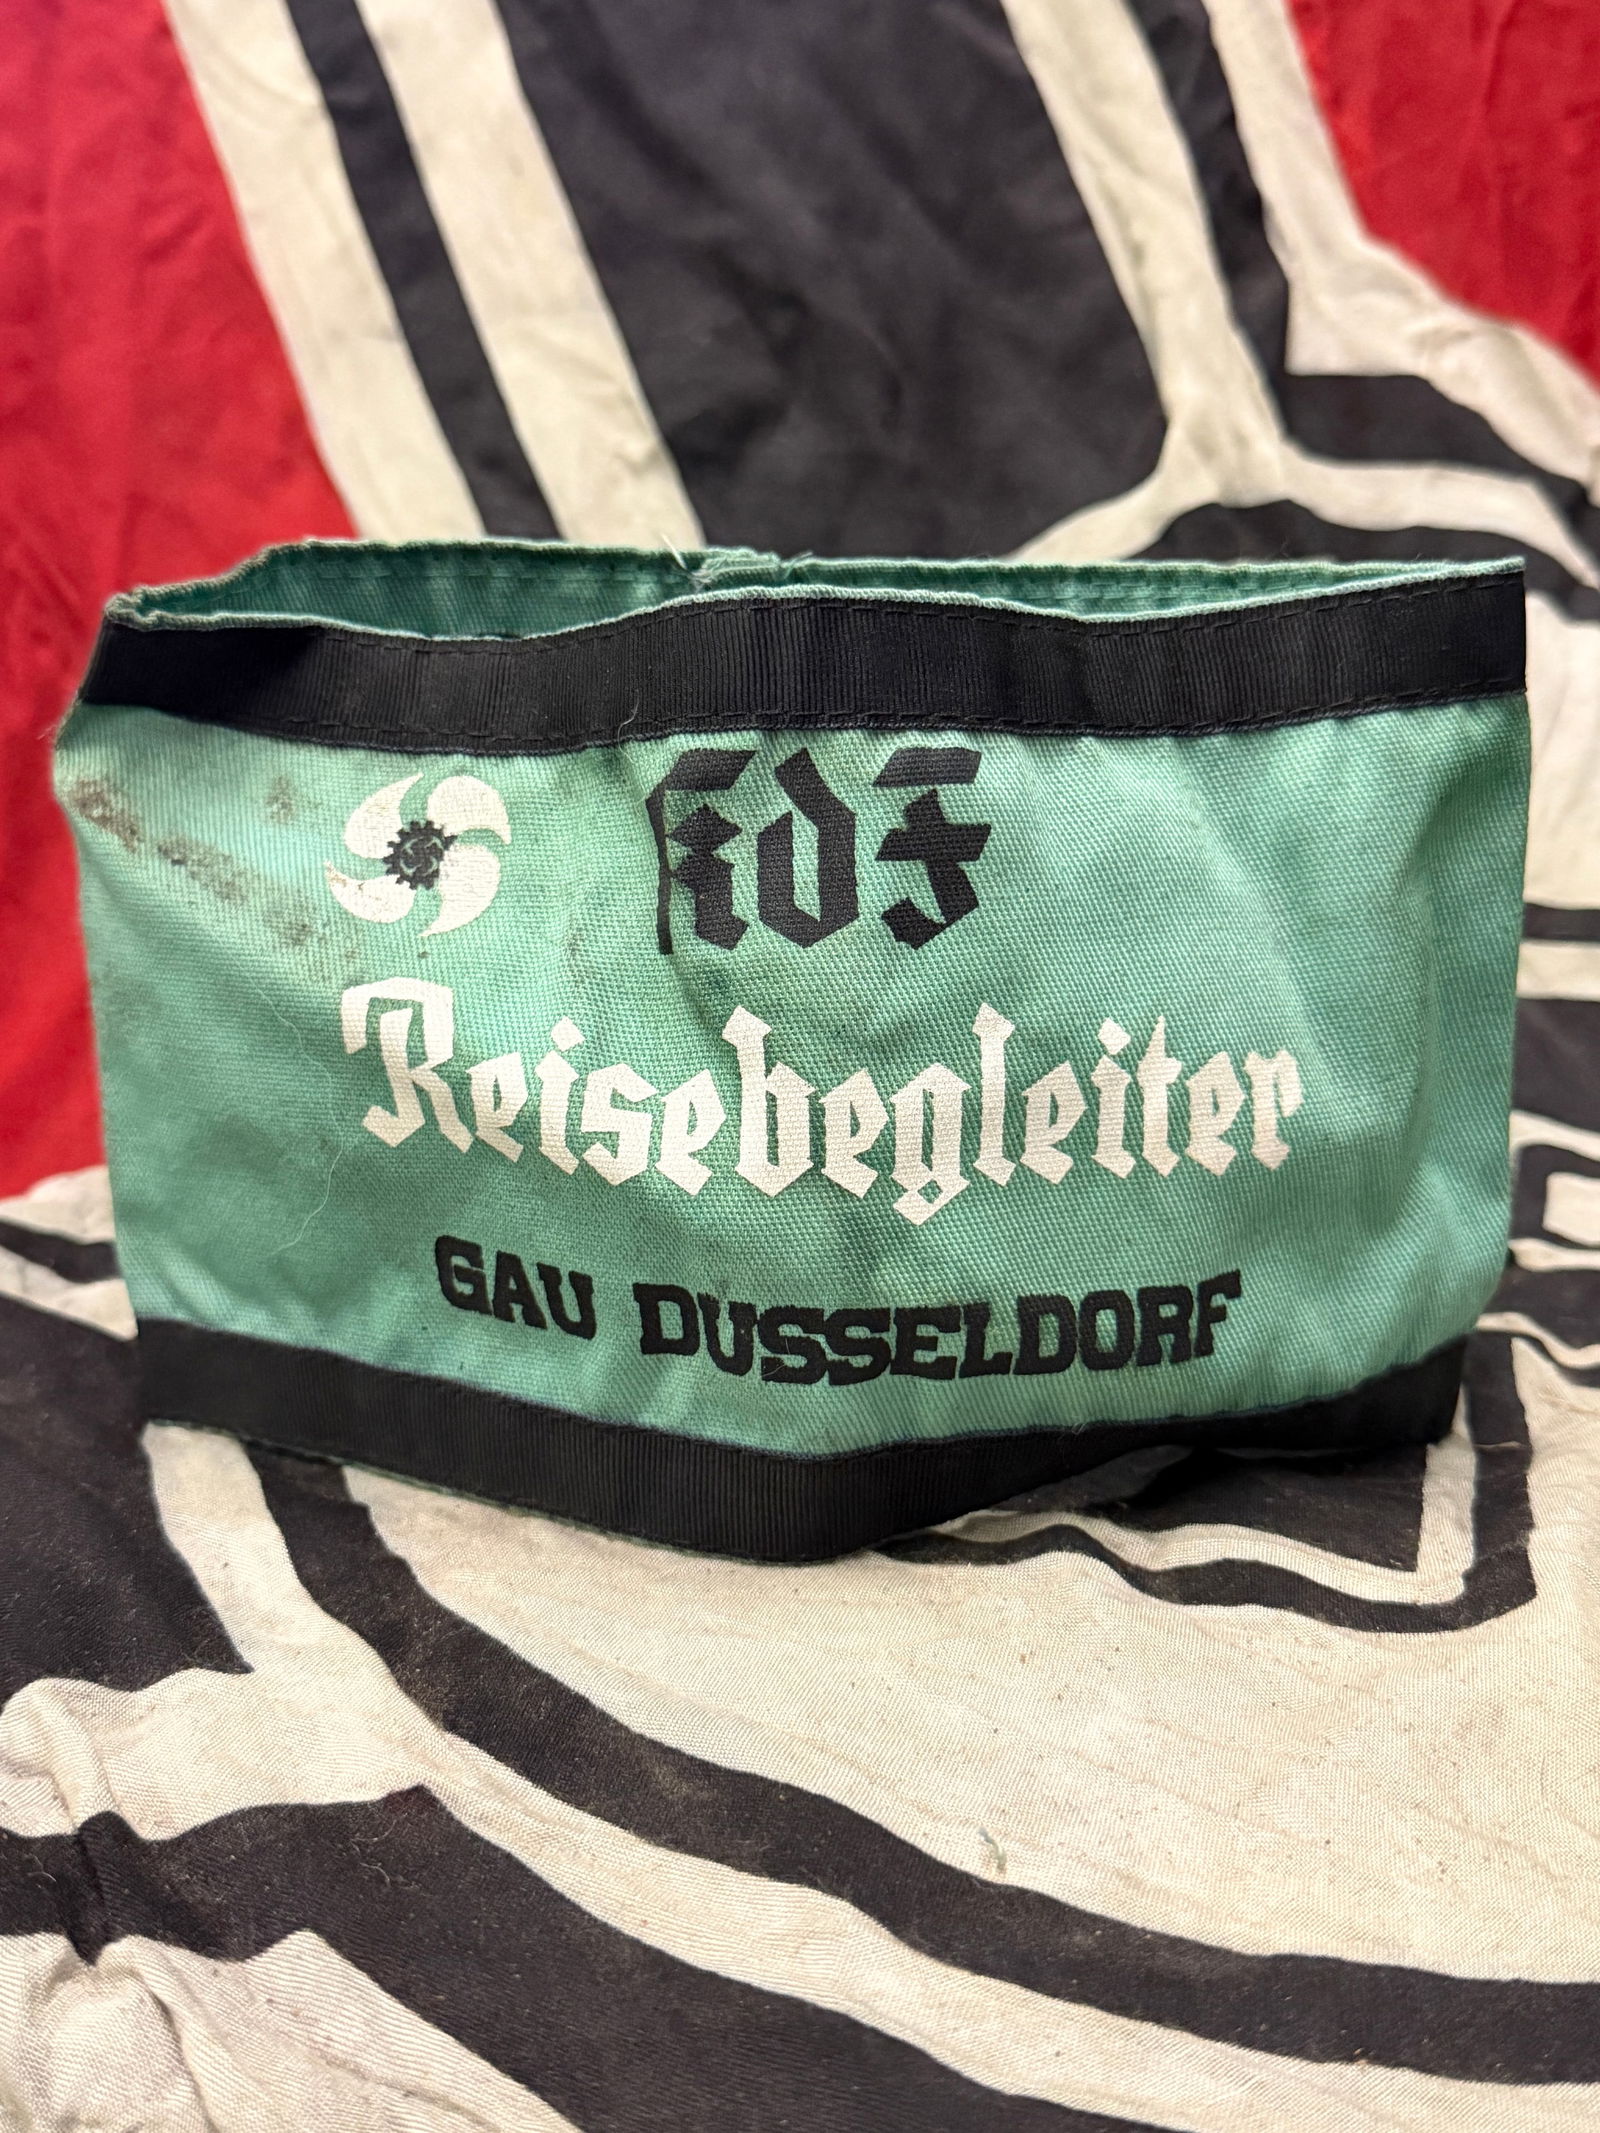 KdF
Reisebegleiter
GAU DUSSELDORF